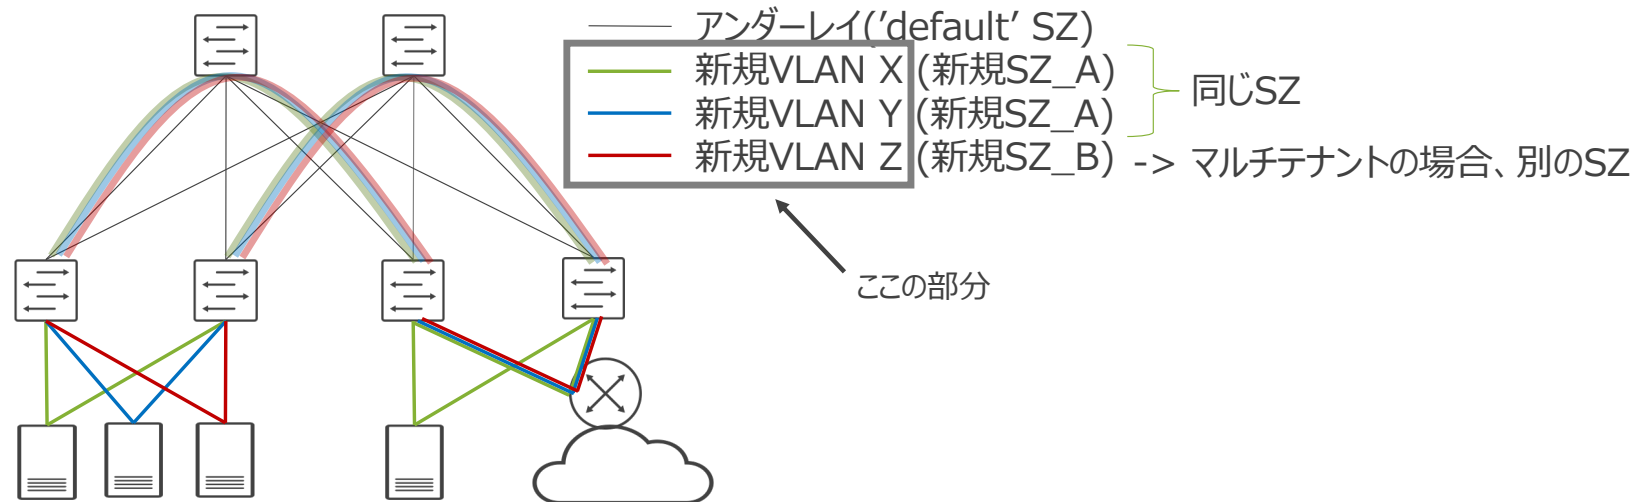 アンダーレイ('default' SZ)
新規VLAN X (新規SZ_A)
新規VLAN Y (新規SZ_A)
同じSZ
新規VLAN Z (新規SZ_B) -> マルチテナントの場合、別のSZ
ここの部分